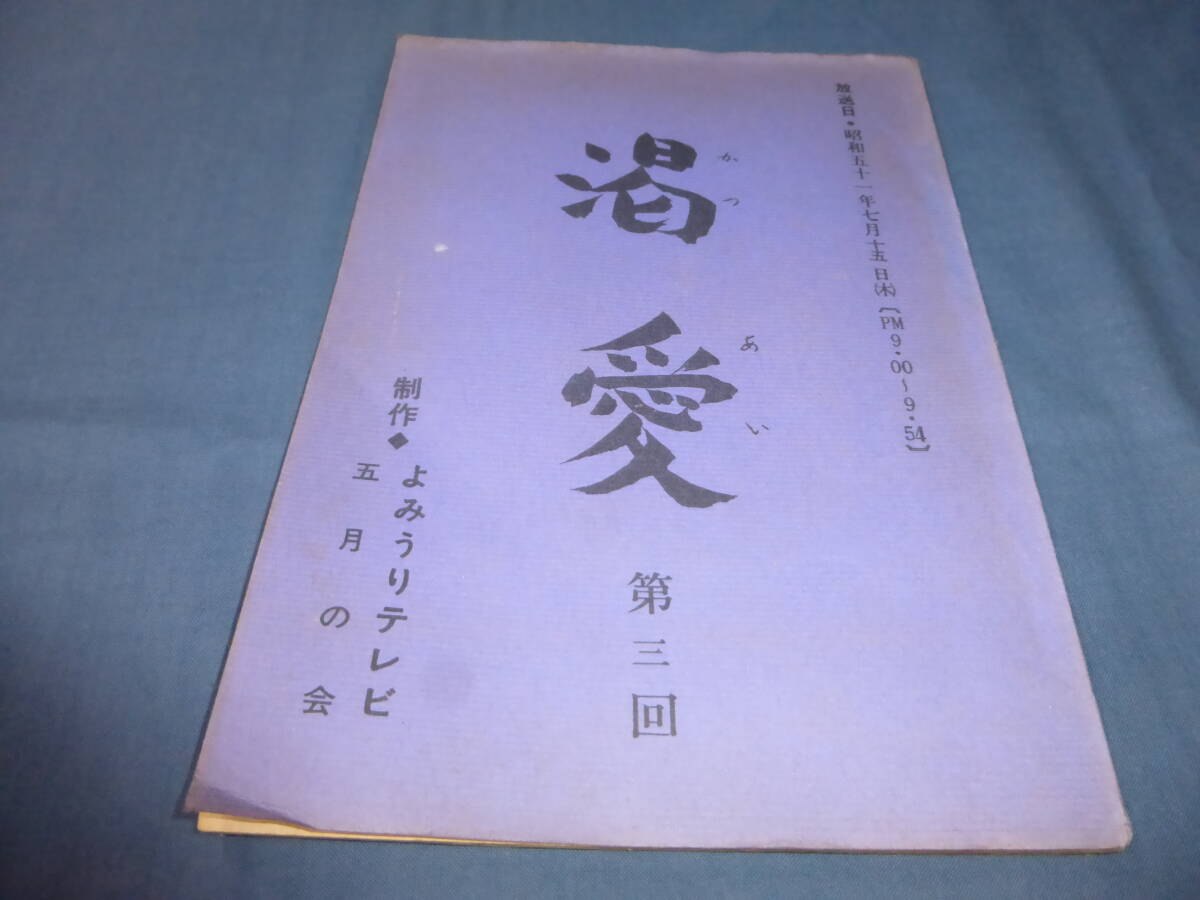 放送日・昭和五十一年七月十五日(木)〔PM9・00~9・54〕
渇愛
かつ
あい
第三回
制作◆よみうりテレビ
五月の会